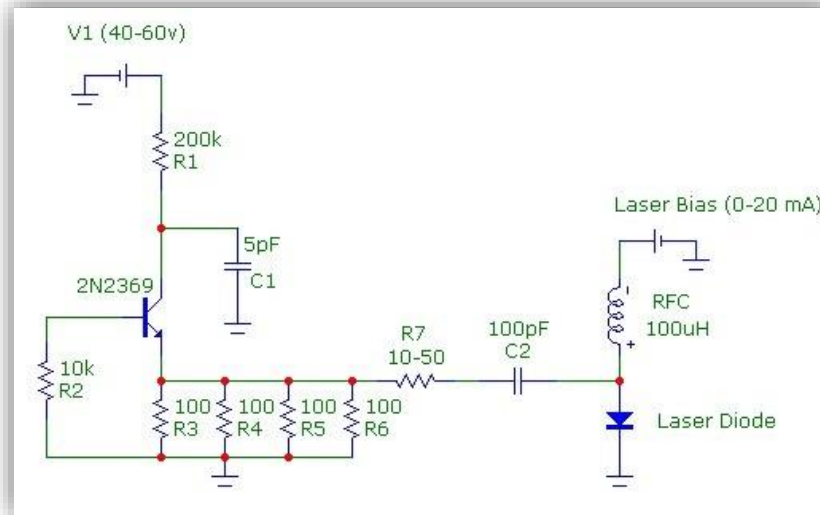 V1 (40-60v)
200k
R1
5pF
C1
2N2369
10k
R2
100
R3
100
R4
100
R5
100
R6
R7
10-50
100pF
C2
Laser Bias (0-20 mA)
-
RFC
100uH
+
Laser Diode